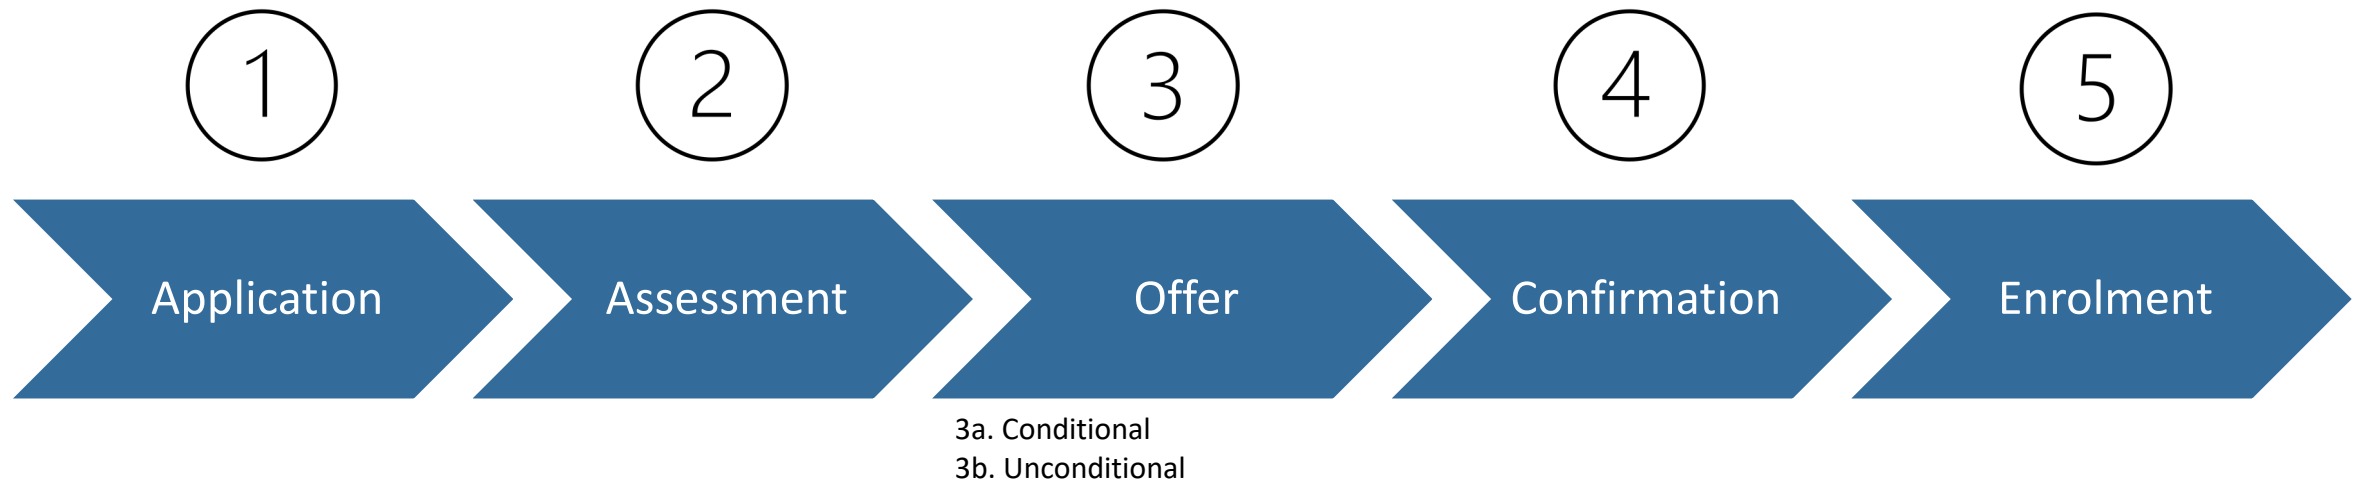 1
2
3
4
5
Application
Assessment
Offer
Confirmation
Enrolment
3a. Conditional
3b. Unconditional